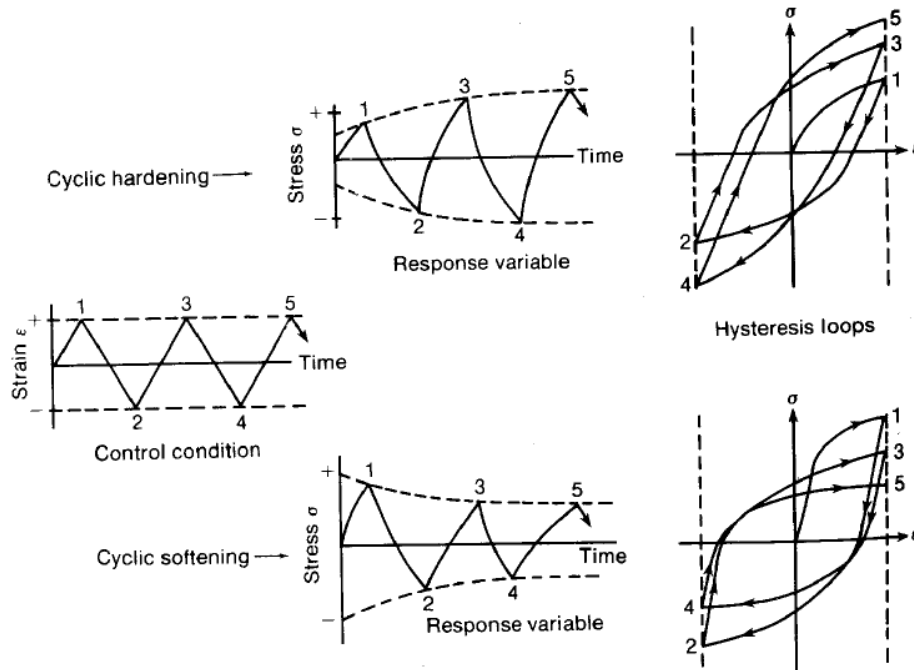 Cyclic hardening
Stress σ
+
−
1
2
3
4
5
Time
Response variable
σ
5
3
1
2
4
Hysteresis loops
Strain ε
+
−
1
2
3
4
5
Time
Control condition
Cyclic softening
Stress σ
+
−
1
2
3
4
5
Time
Response variable
σ
1
3
5
4
2